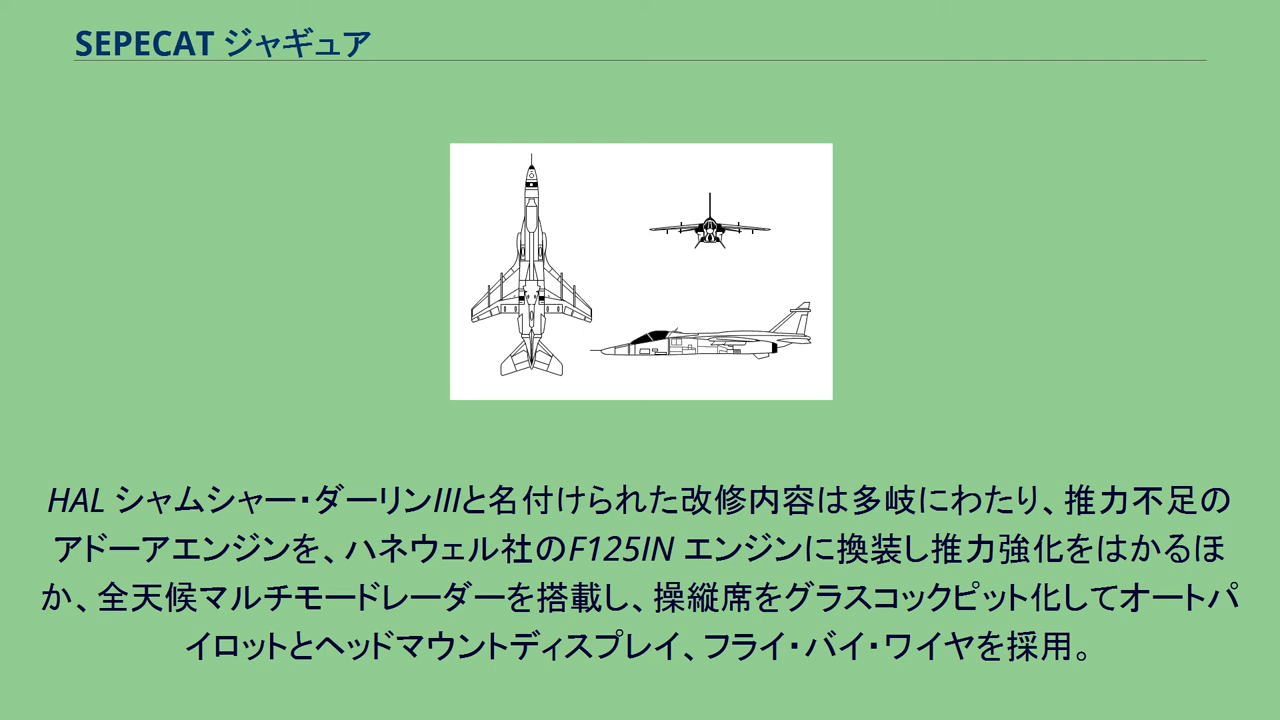 SEPECAT ジャギュア
HAL シャムシャー・ダーリンIIIと名付けられた改修内容は多岐にわたり、推力不足の
アドーアエンジンを、ハネウェル社のF125IN エンジンに換装し推力強化をはかるほ
か、全天候マルチモードレーダーを搭載し、操縦席をグラスコックピット化してオートパ
イロットとヘッドマウントディスプレイ、フライ・バイ・ワイヤを採用。